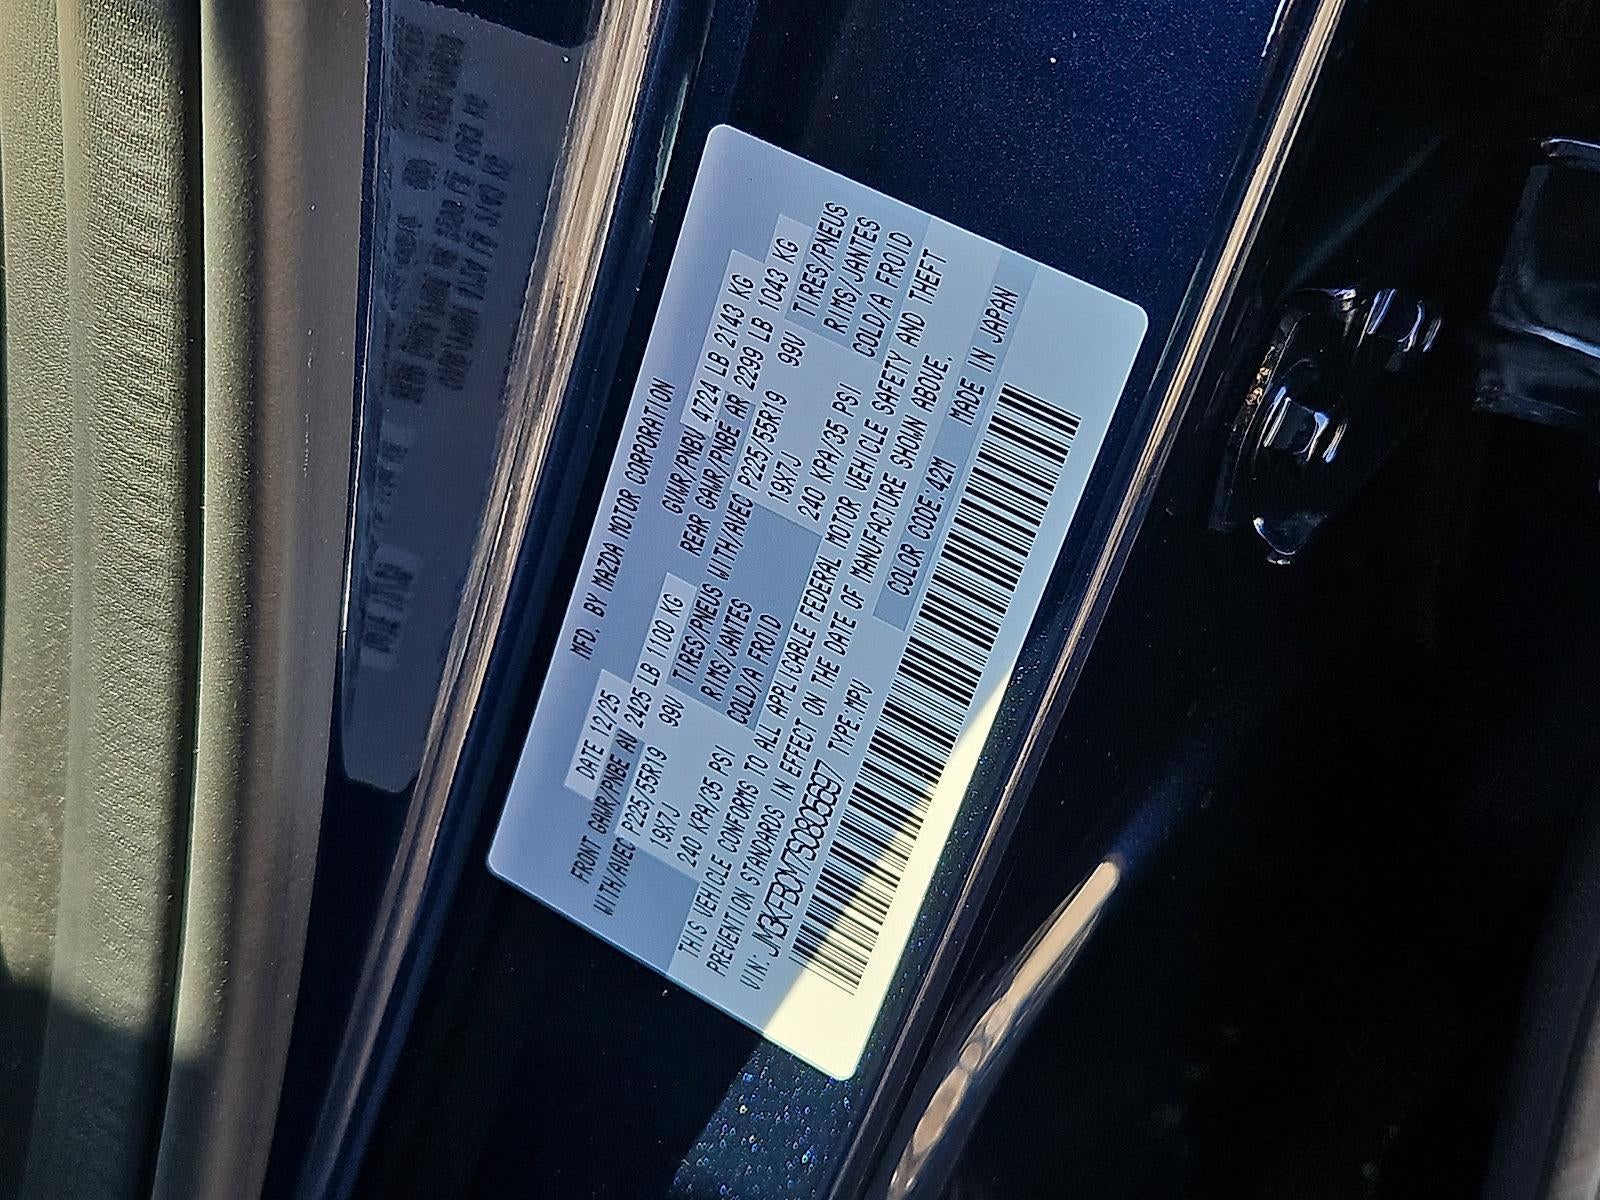 MFD. BY MAZDA MOTOR CORPORATION
DATE 12/25 GVWR/PNBV 4724 LB 2143 KG
FRONT GAWR/PNBE AV 2425 LB 1100 KG REAR GAWR/PNBE AR 2299 LB 1043 KG
WITH/AVEC P225/55R19 99V TIRES/PNEUS WITH/AVEC P225/55R19 99V TIRES/PNEUS
19X7J RIMS/JANTES 19X7J RIMS/JANTES
240 KPA/35 PSI COLD/A FROID 240 KPA/35 PSI COLD/A FROID
THIS VEHICLE CONFORMS TO ALL APPLICABLE FEDERAL MOTOR VEHICLE SAFETY AND THEFT
PREVENTION STANDARDS IN EFFECT ON THE DATE OF MANUFACTURE SHOWN ABOVE.
VIN: JM3KFBCM7S0805697 TYPE:MPV COLOR CODE:42M MADE IN JAPAN